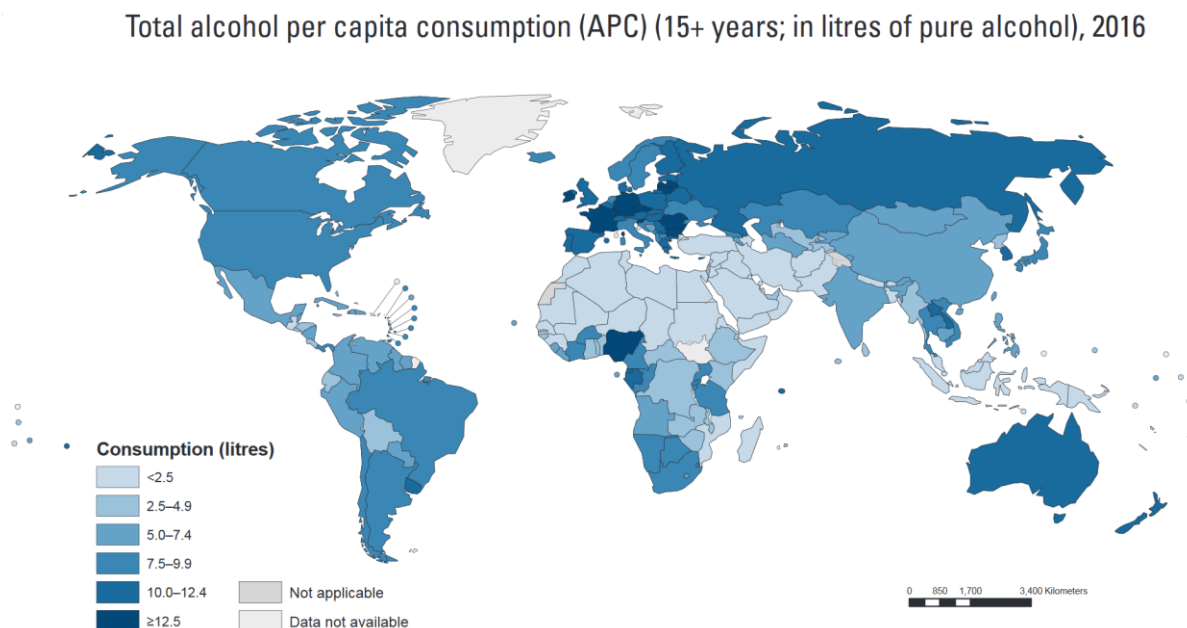 Total alcohol per capita consumption (APC) (15+ years; in litres of pure alcohol), 2016
Consumption (litres)
<2.5
2.5–4.9
5.0–7.4
7.5–9.9
10.0–12.4
≥12.5
Not applicable
Data not available
0 850 1,700 3,400 Kilometers